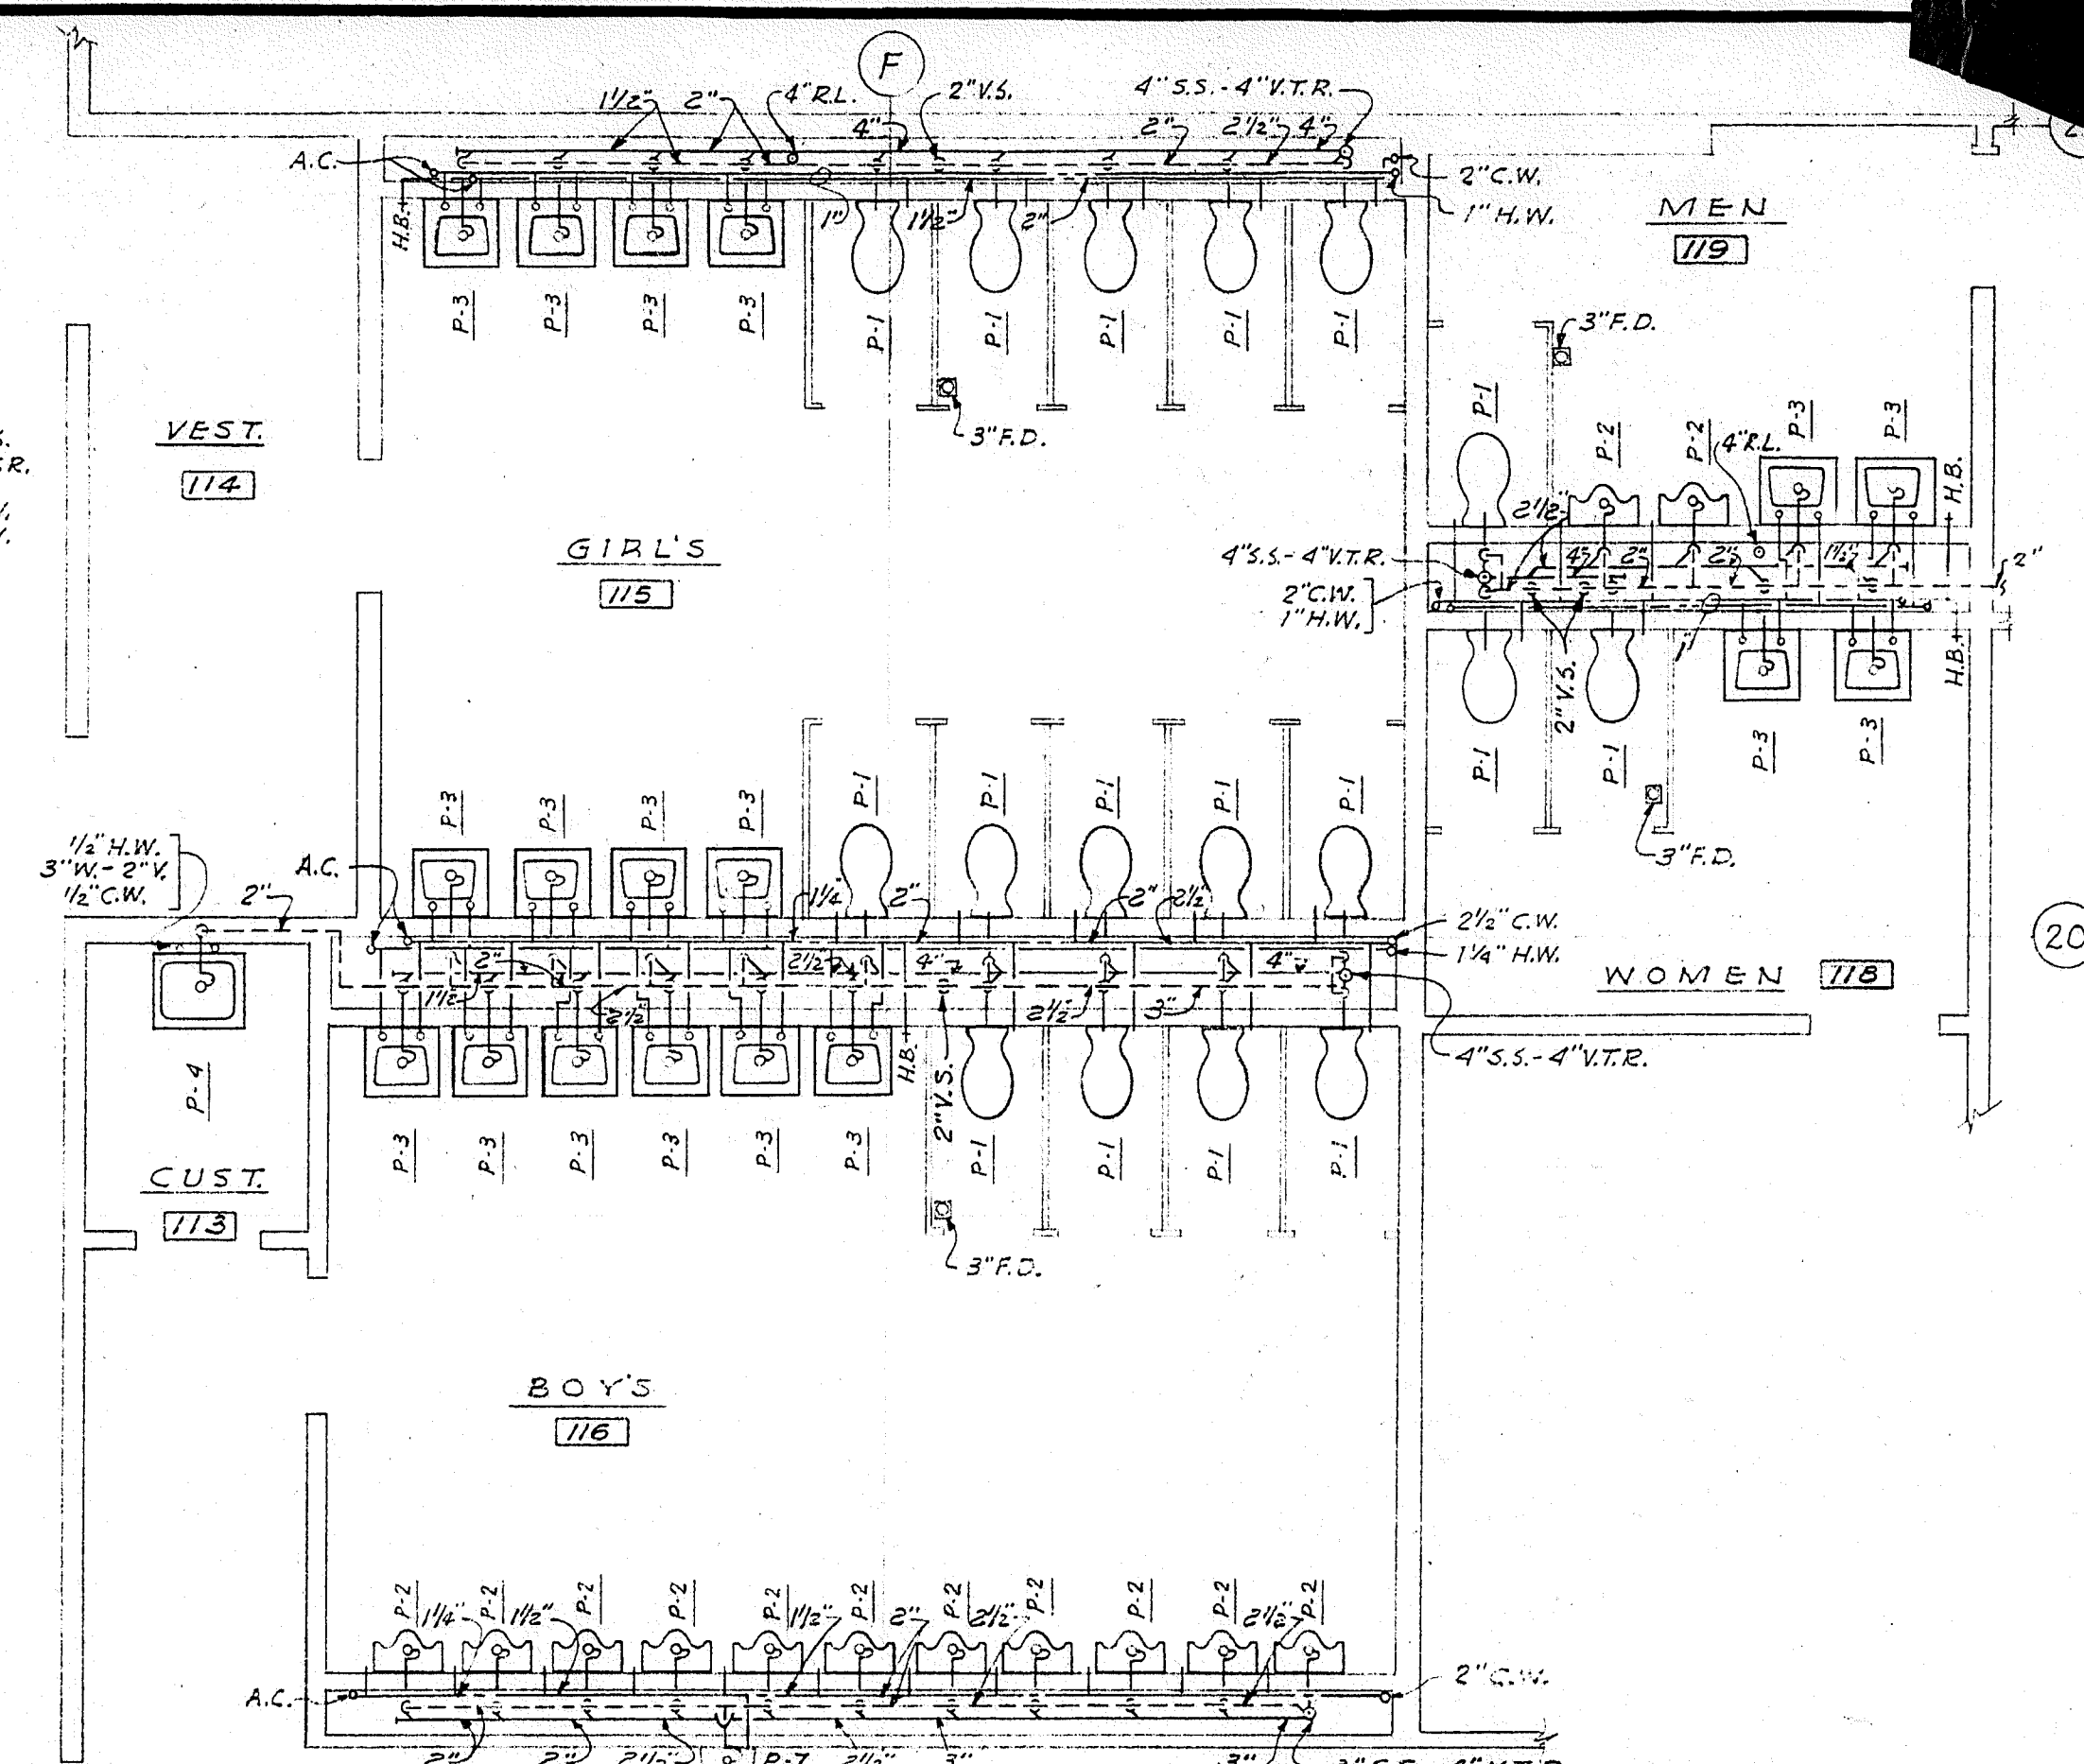 F
1½" 2" 4" R.L. 2" V.S. 4" S.S.-4" V.T.R.
4" 2" 2½" 4"
A.C.
2" C.W.
1" H.W.
H.B. 1" 1½" 2"
MEN
119
P-3 P-3 P-3 P-3 P-1 P-1 P-1 P-1 P-1
3" F.D.
3" F.D.
VEST.
114
P-1 P-2 P-2 4" R.L. P-3 P-3
H.B.
GIRL'S
115
2½"
4" S.S.-4" V.T.R. 4" 2" 2" 1½" 2"
2" C.W.
1" H.W.
1"
2" V.S.
H.B.
P-1 P-1 P-3 P-3
3" F.D.
P-3 P-3 P-3 P-3 P-1 P-1 P-1 P-1 P-1
½" H.W.
3" W.-2" V.
½" C.W.
2" A.C.
1¼" 2" 2" 2½"
2½" C.W.
1¼" H.W.
20
WOMEN 118
2" 2½" 4" 4"
1½" 2½" 2½" 3"
4" S.S.-4" V.T.R.
H.B. 2" V.S.
P-4
P-3 P-3 P-3 P-3 P-3 P-3 P-1 P-1 P-1 P-1
CUST.
113
3" F.D.
BOY'S
116
P-2 P-2 P-2 P-2 P-2 P-2 P-2 P-2 P-2 P-2 P-2
1¼" 1½" 1½" 2" 2½" 2½"
A.C.
2" C.W.
2" 2" 2½" P-7 2½" 3" 3"